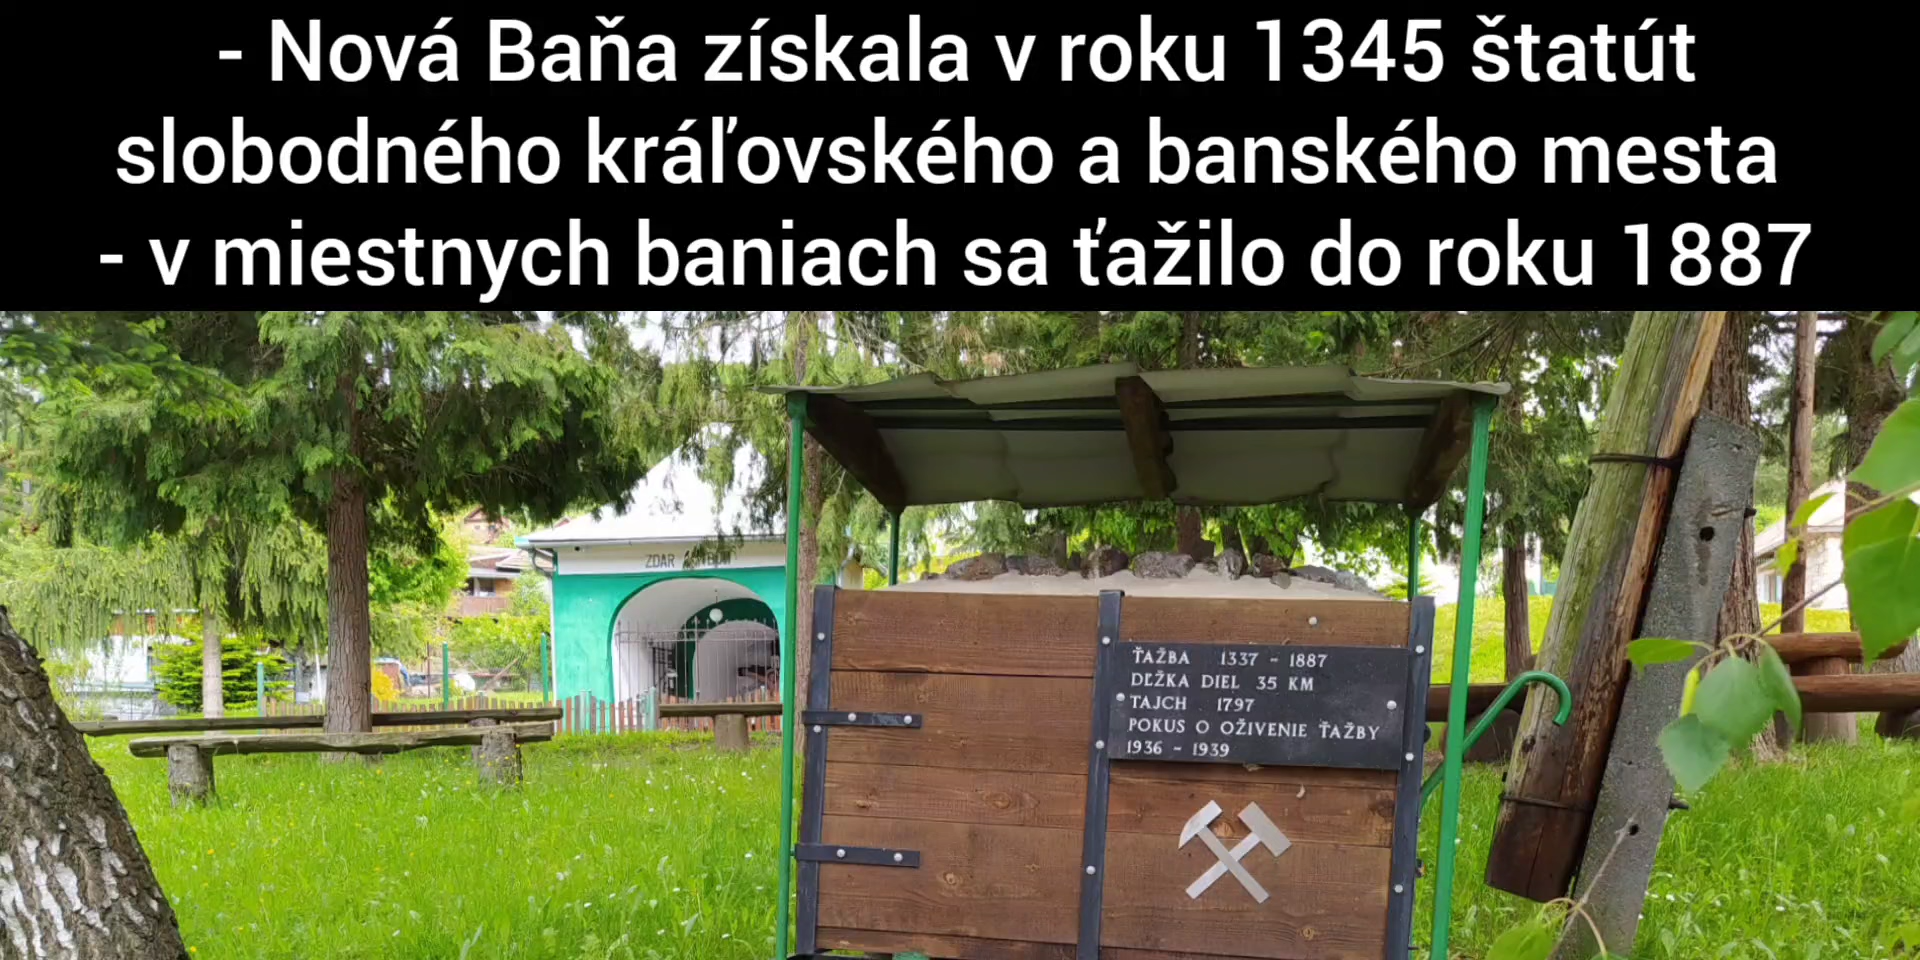 - Nová Baňa získala v roku 1345 štatút
slobodného kráľovského a banského mesta
- v miestnych baniach sa ťažilo do roku 1887
ZDAR
ŤAŽBA 1337 - 1887
DĽŽKA DIEL 35 KM
TAJCH 1797
POKUS O OŽIVENIE ŤAŽBY
1936 - 1939